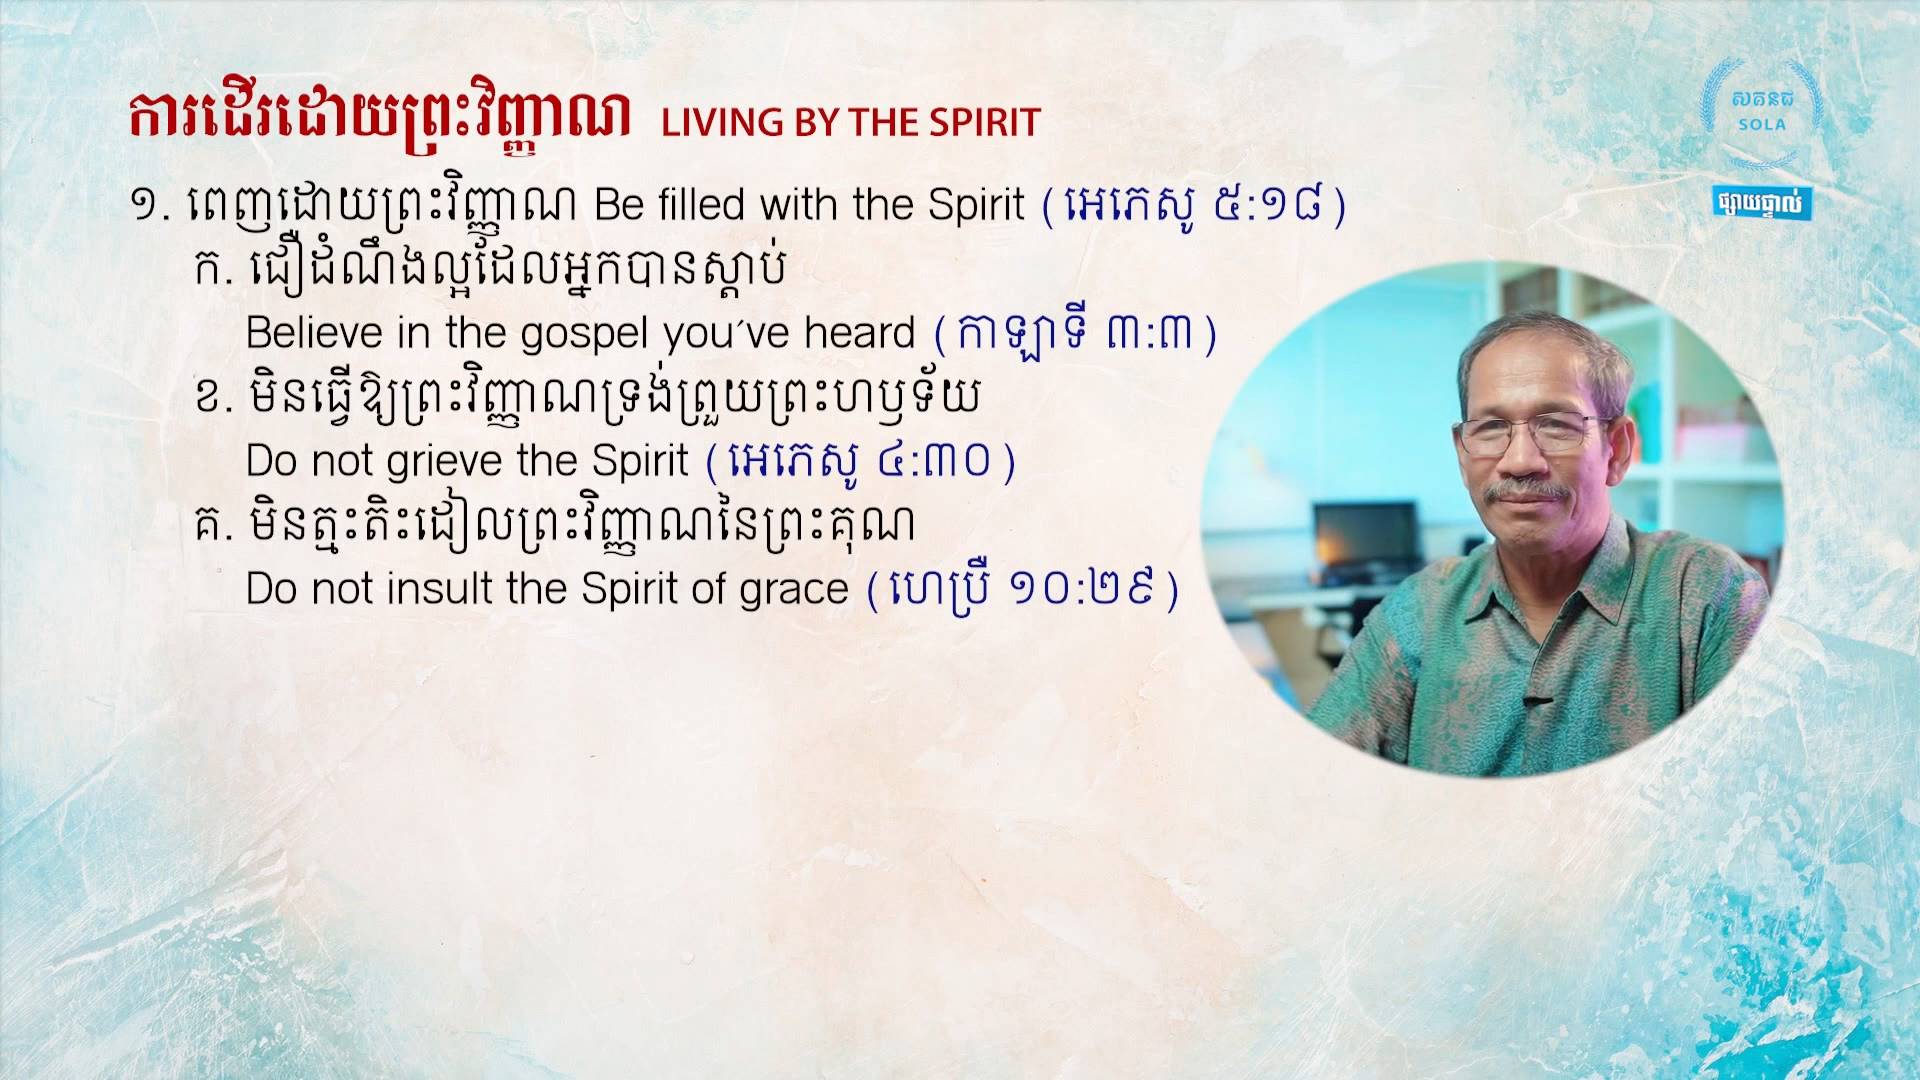 ការដើរដោយព្រះវិញ្ញាណ LIVING BY THE SPIRIT
សគនជ
SOLA
ផ្សាយផ្ទាល់
១. ពេញដោយព្រះវិញ្ញាណ Be filled with the Spirit (អេភេសូ ៥:១៨)
ក. ជឿដំណឹងល្អដែលអ្នកបានស្តាប់
Believe in the gospel you've heard (កាឡាទី ៣:៣)
ខ. មិនធ្វើឱ្យព្រះវិញ្ញាណទ្រង់ព្រួយព្រះហឫទ័យ
Do not grieve the Spirit (អេភេសូ ៤:៣០)
គ. មិនត្មះតិះដៀលព្រះវិញ្ញាណនៃព្រះគុណ
Do not insult the Spirit of grace (ហេប្រឺ ១០:២៩)